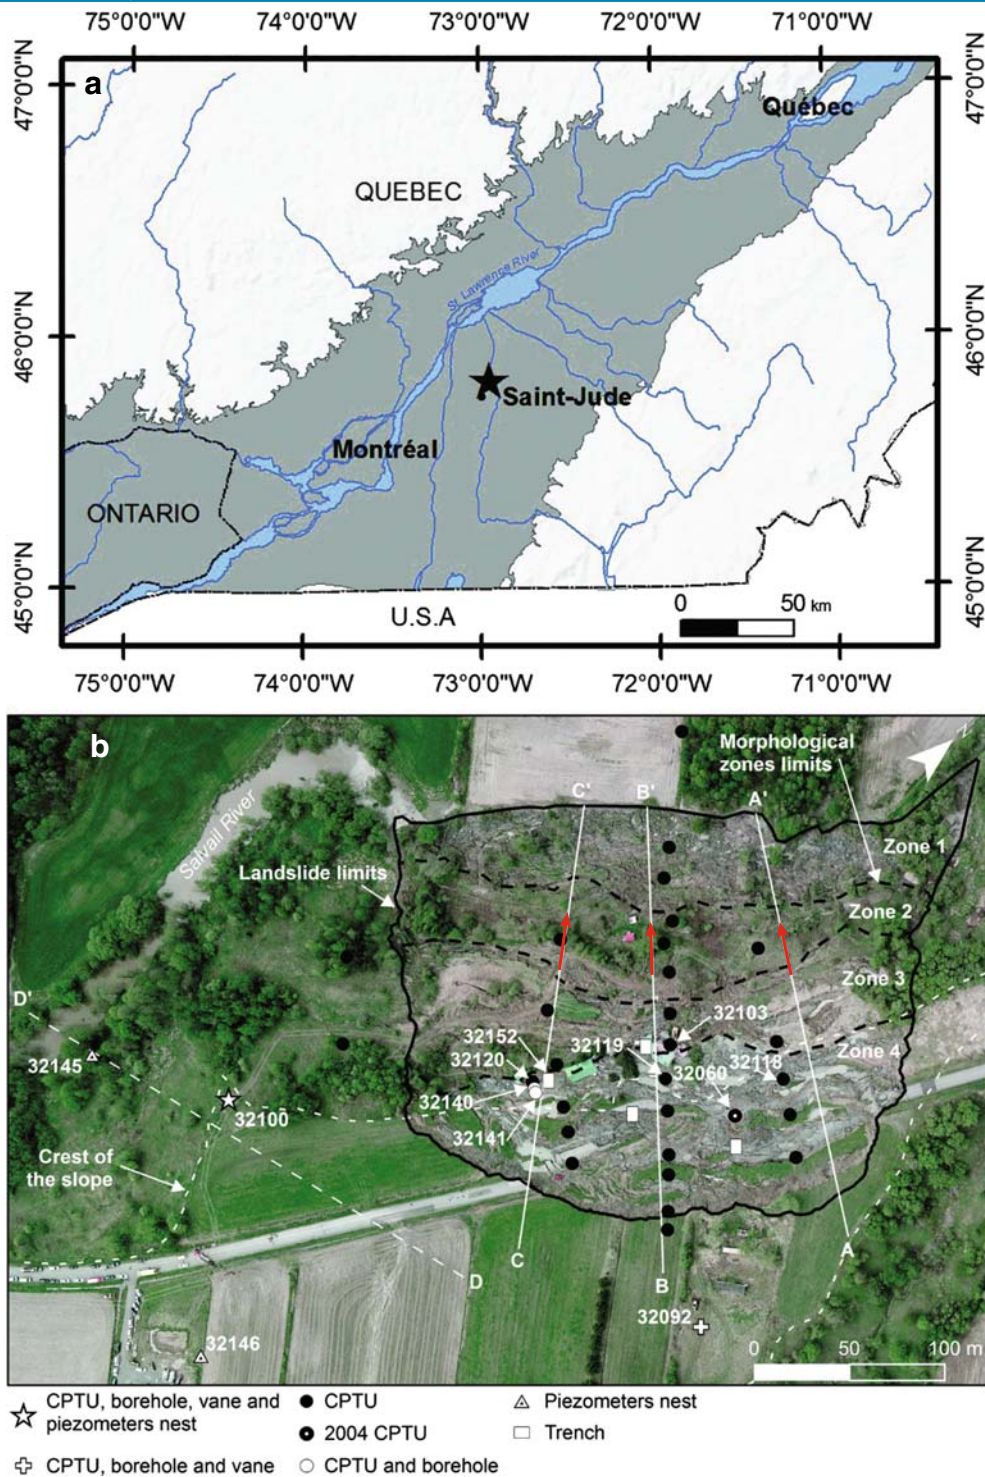 75°0'0"W 74°0'0"W 73°0'0"W 72°0'0"W 71°0'0"W
a
47°0'0"N
47°0'0"N
Québec
QUEBEC
St. Lawrence River
46°0'0"N
46°0'0"N
Saint-Jude
Montréal
ONTARIO
45°0'0"N
45°0'0"N
U.S.A
0 50 km
75°0'0"W 74°0'0"W 73°0'0"W 72°0'0"W 71°0'0"W
b
Morphological
zones limits
C' B' A'
Salvail River
Zone 1
Landslide limits
Zone 2
Zone 3
D'
32103
32152
32119
Zone 4
32145
32120
32060
32118
32140
32100
32141
Crest of
the slope
C
D
B
A
32092
32146
0 50 100 m
CPTU, borehole, vane and
piezometers nest
CPTU
Piezometers nest
2004 CPTU
Trench
CPTU, borehole and vane
CPTU and borehole